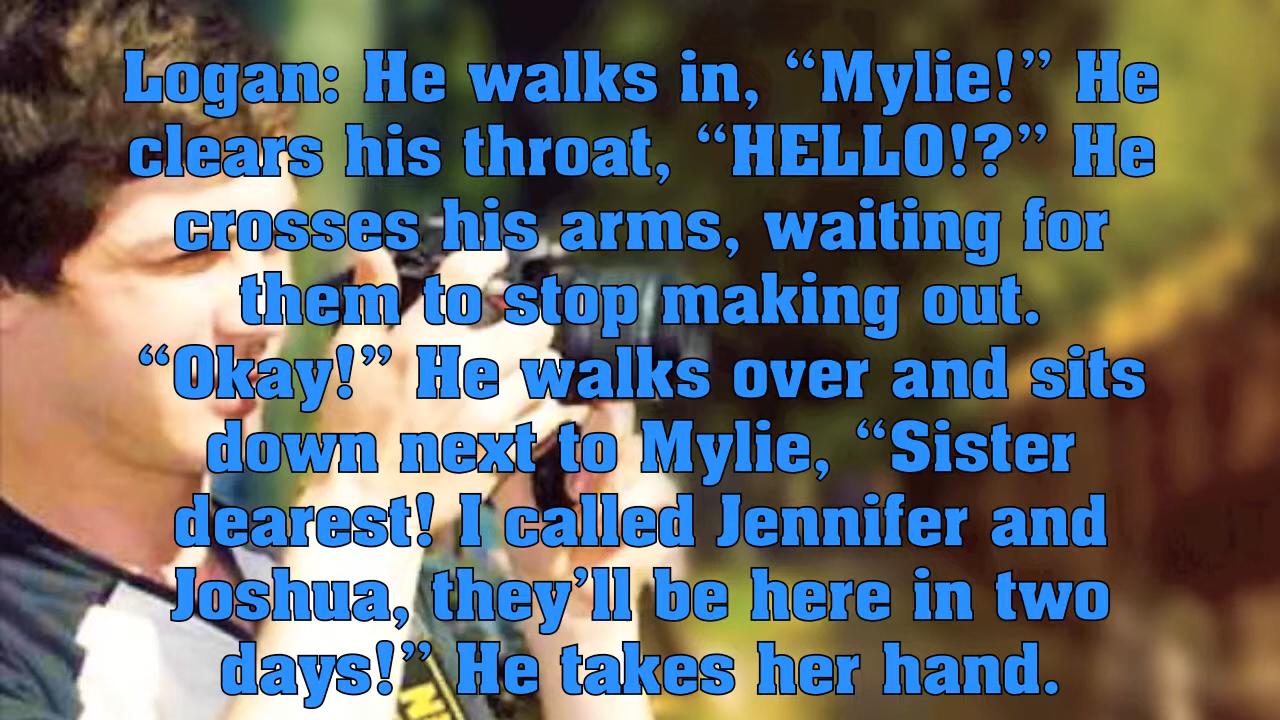 Logan: He walks in, “Mylie!” He
clears his throat, “HELLO!?” He
crosses his arms, waiting for
them to stop making out.
“Okay!” He walks over and sits
down next to Mylie, “Sister
dearest! I called Jennifer and
Joshua, they’ll be here in two
days!” He takes her hand.